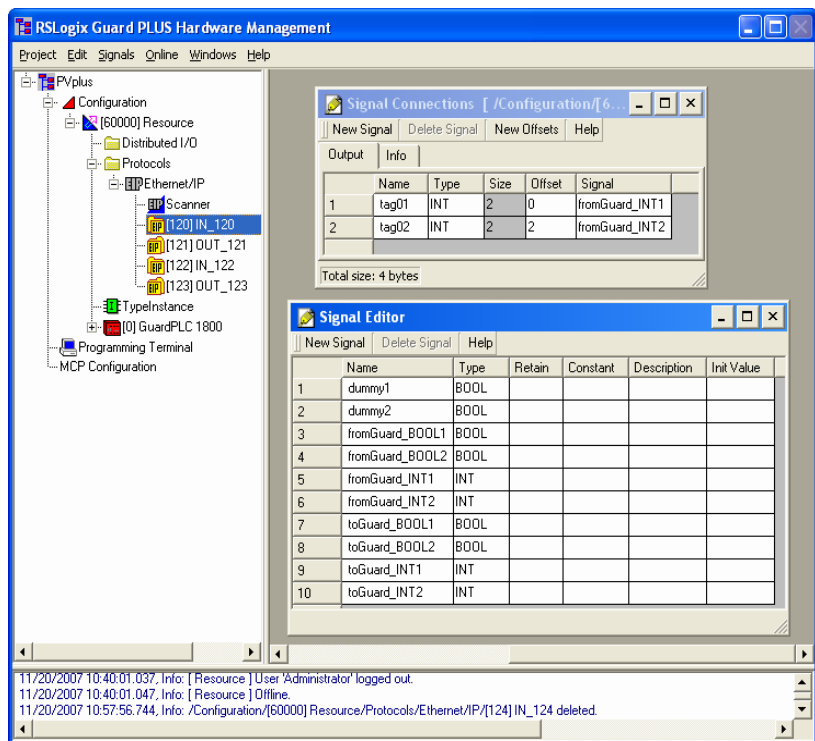 RSLogix Guard PLUS Hardware Management
Project Edit Signals Online Windows Help
PVplus
Configuration
[60000] Resource
Distributed I/O
Protocols
Ethernet/IP
Scanner
[120] IN_120
[121] OUT_121
[122] IN_122
[123] OUT_123
TypeInstance
[0] GuardPLC 1800
Programming Terminal
MCP Configuration
Signal Connections [ /Configuration/[6...
New Signal Delete Signal New Offsets Help
Output Info
Name Type Size Offset Signal
1 tag01 INT 2 0 fromGuard_INT1
2 tag02 INT 2 2 fromGuard_INT2
Total size: 4 bytes
Signal Editor
New Signal Delete Signal Help
Name Type Retain Constant Description Init Value
1 dummy1 BOOL
2 dummy2 BOOL
3 fromGuard_BOOL1 BOOL
4 fromGuard_BOOL2 BOOL
5 fromGuard_INT1 INT
6 fromGuard_INT2 INT
7 toGuard_BOOL1 BOOL
8 toGuard_BOOL2 BOOL
9 toGuard_INT1 INT
10 toGuard_INT2 INT
11/20/2007 10:40:01.037, Info: [ Resource ] User 'Administrator' logged out.
11/20/2007 10:40:01.047, Info: [ Resource ] Offline.
11/20/2007 10:57:56.744, Info: /Configuration/[60000] Resource/Protocols/Ethernet/IP/[124] IN_124 deleted.